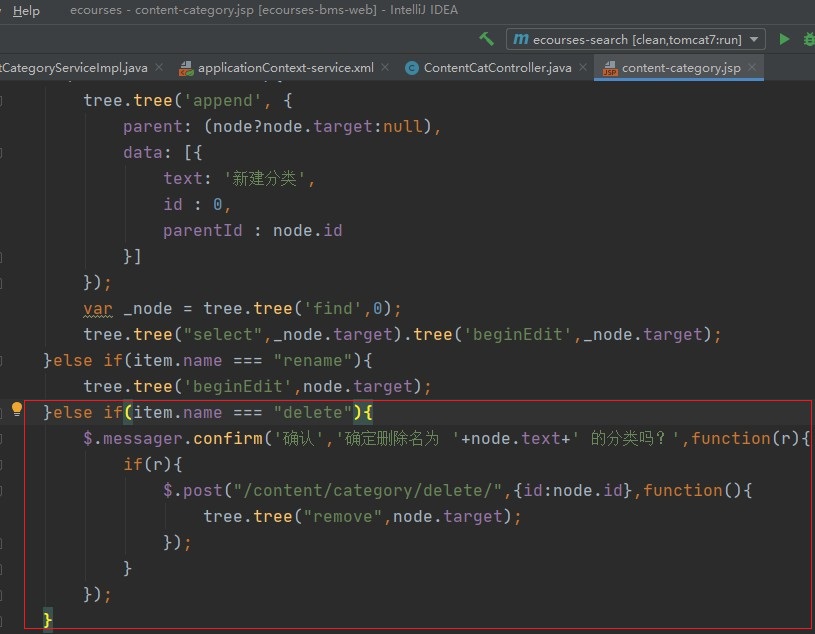 Help ecourses - content-category.jsp [ecourses-bms-web] - IntelliJ IDEA
m ecourses-search [clean,tomcat7:run]
tCategoryServiceImpl.java applicationContext-service.xml C ContentCatController.java JSP content-category.jsp
tree.tree('append', {
parent: (node?node.target:null),
data: [{
text: '新建分类',
id : 0,
parentId : node.id
}]
});
var _node = tree.tree('find',0);
tree.tree("select",_node.target).tree('beginEdit',_node.target);
}else if(item.name === "rename"){
tree.tree('beginEdit',node.target);
}else if(item.name === "delete"){
$.messager.confirm('确认','确定删除名为 '+node.text+' 的分类吗？',function(r){
if(r){
$.post("/content/category/delete/",{id:node.id},function(){
tree.tree("remove",node.target);
});
}
});
}